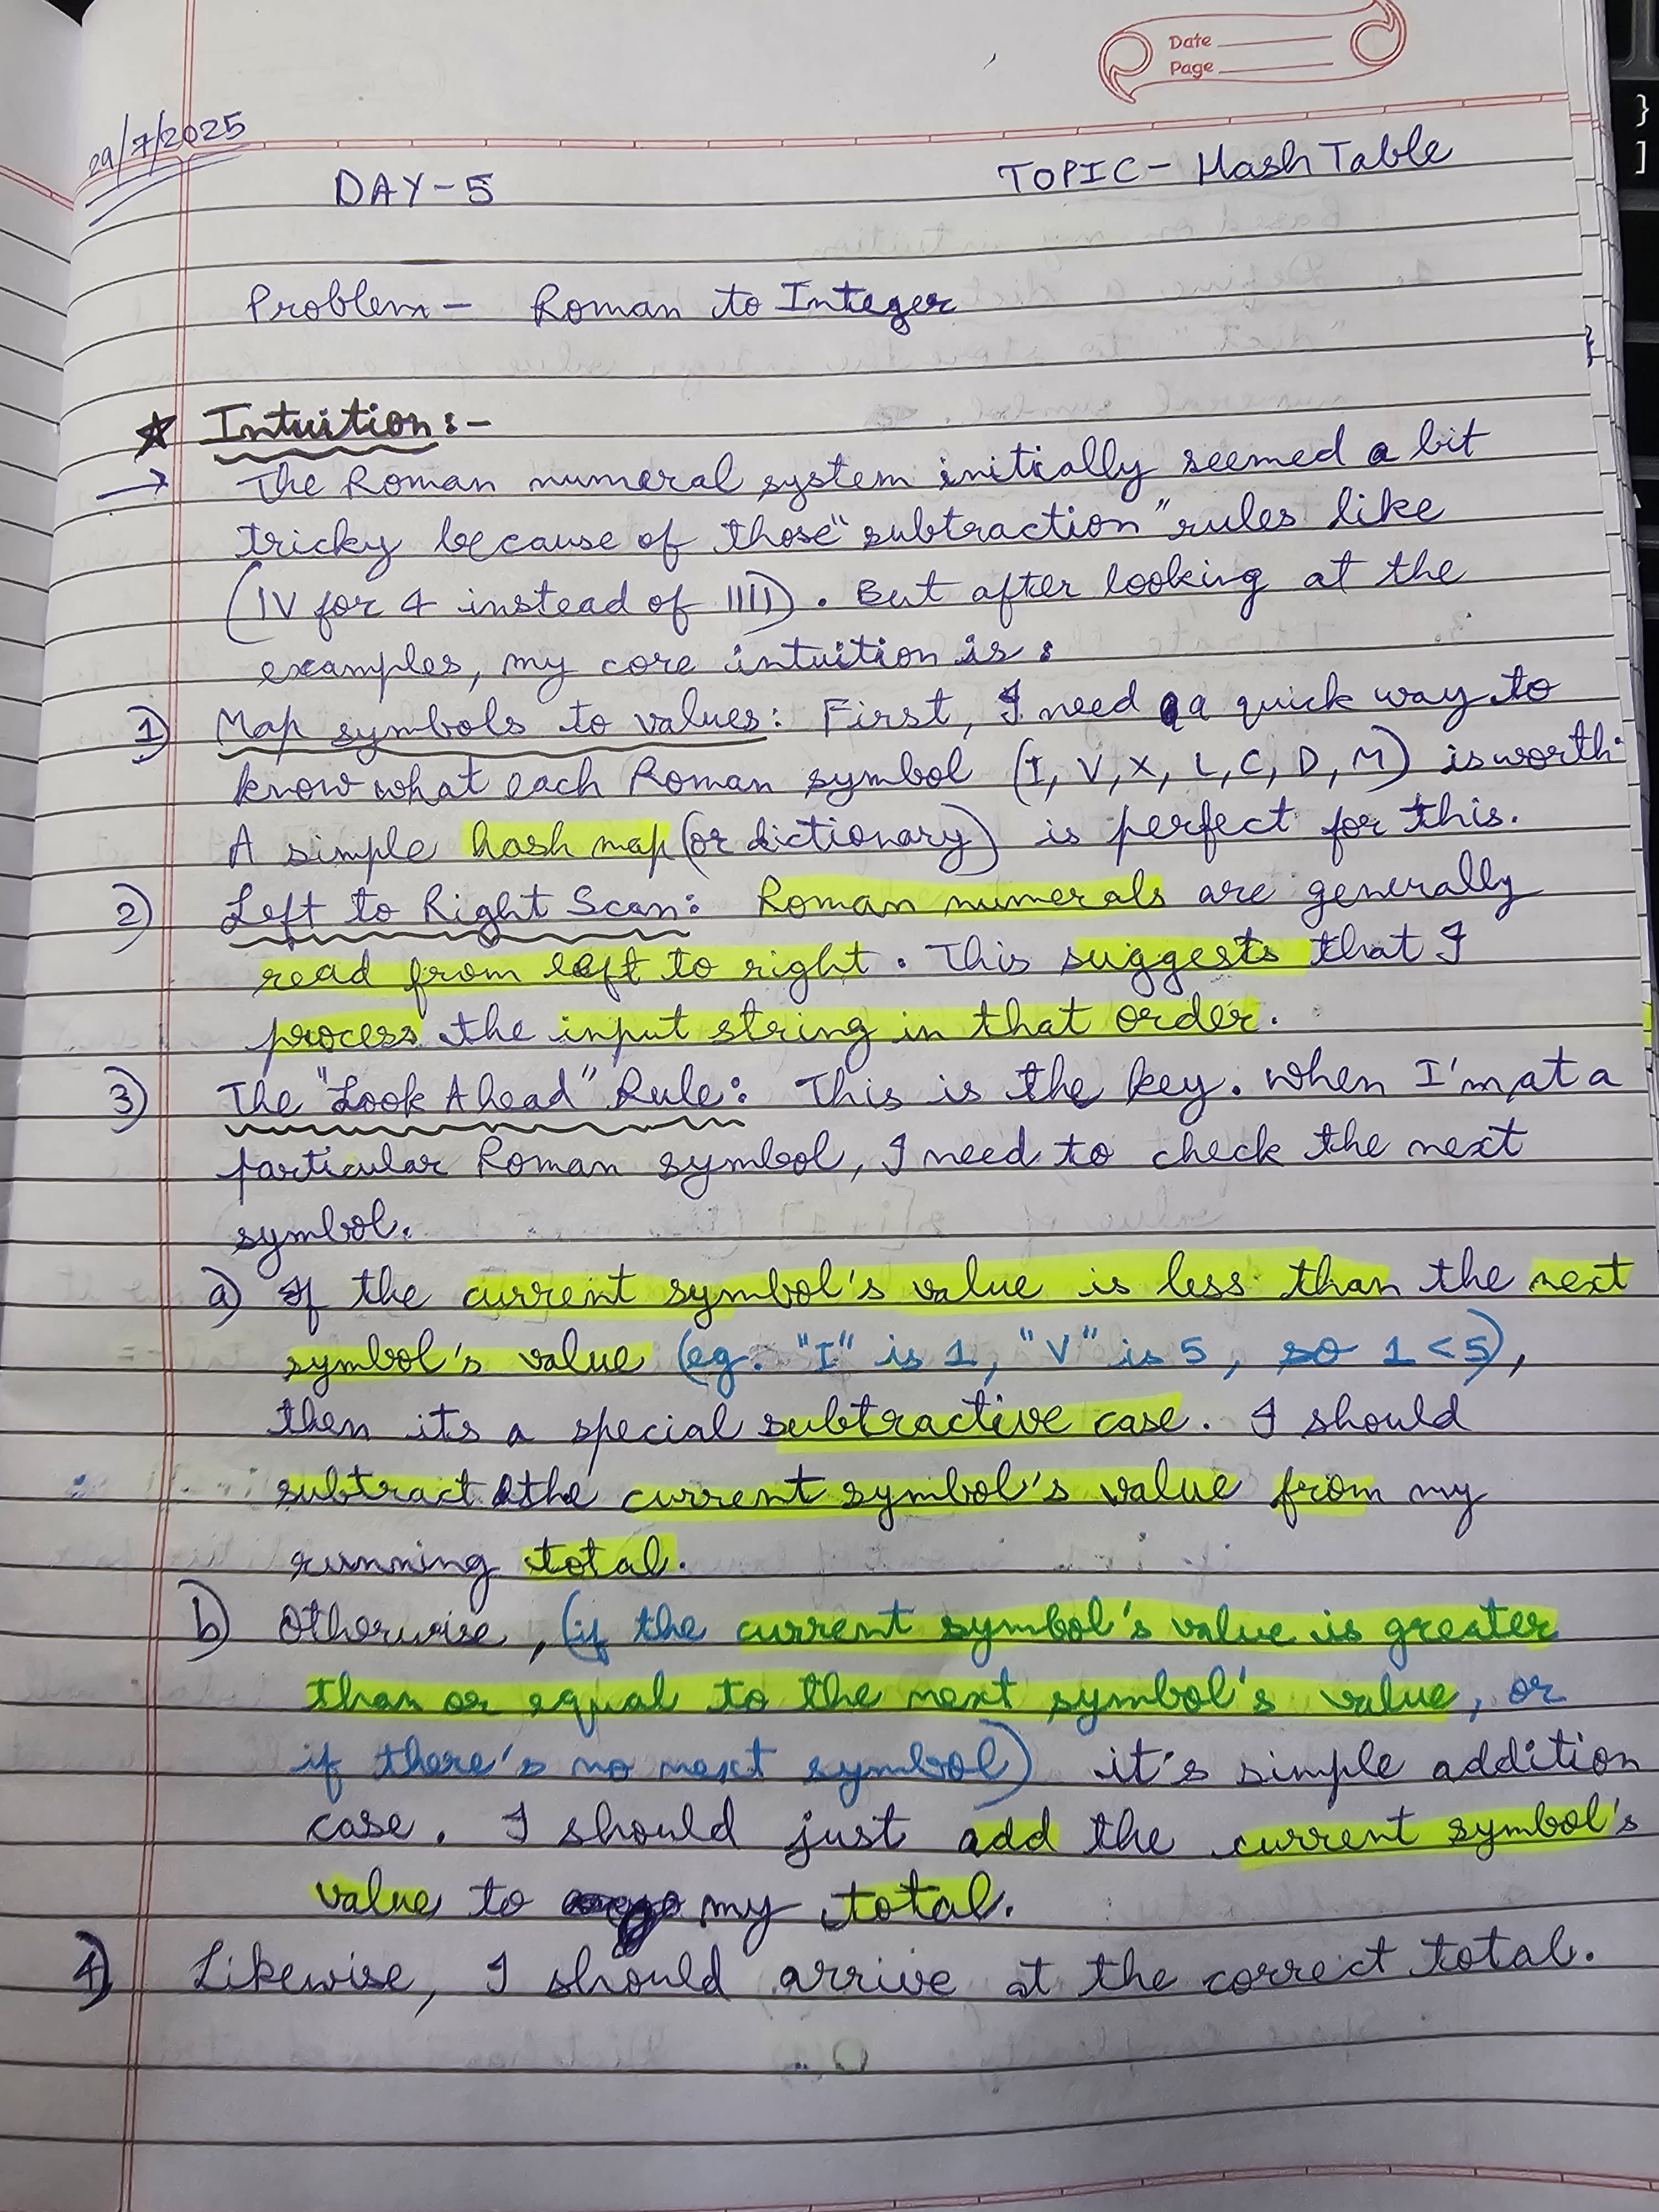 Date
Page
29/7/2025
DAY-5 TOPIC- Hash Table
Problem- Roman to Integer
☆ Intuition:-
→ The Roman numeral system initially seemed a bit
tricky because of those "subtraction" rules like
(IV for 4 instead of IIII). But after looking at the
examples, my core intuition is:
1) Map symbols to values: First, I need a quick way to
know what each Roman symbol (I, V, X, L, C, D, M) is worth.
A simple hash map (or dictionary) is perfect for this.
2) Left to Right Scan: Roman numerals are generally
read from left to right. This suggests that I
process the input string in that order.
3) The "Look Ahead" Rule: This is the key. When I'm at a
particular Roman symbol, I need to check the next
symbol.
a) If the current symbol's value is less than the next
symbol's value (eg. "I" is 1, "V" is 5, so 1 < 5),
then its a special subtractive case. I should
subtract the current symbol's value from my
running total.
b) Otherwise, (if the current symbol's value is greater
than or equal to the next symbol's value, or
if there's no next symbol) it's simple addition
case. I should just add the current symbol's
value to my total.
4) Likewise, I should arrive at the correct total.
}
]